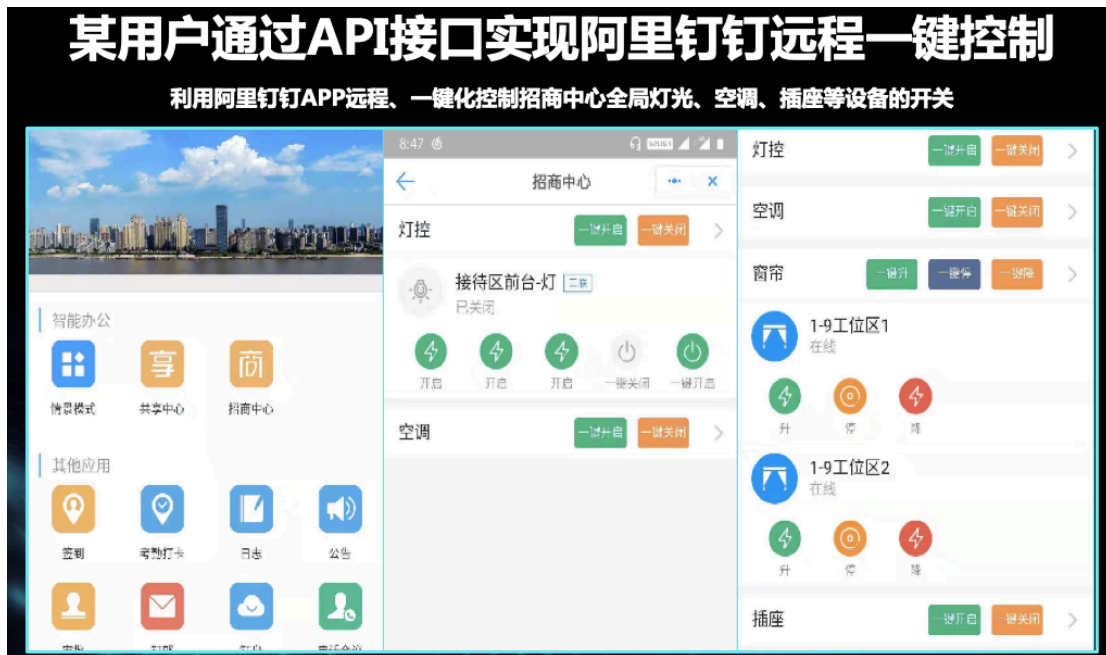 某用户通过API接口实现阿里钉钉远程一键控制
利用阿里钉钉APP远程、一键化控制招商中心全局灯光、空调、插座等设备的开关
智能办公
享
商
情景模式
共享中心
招商中心
其他应用
签到
考勤打卡
日志
公告
8:47
招商中心
灯控
一键开启
一键关闭
接待区前台-灯
三联
已关闭
开启
开启
开启
一键关闭
一键开启
空调
一键开启
一键关闭
灯控
一键开启
一键关闭
空调
一键开启
一键关闭
窗帘
一键升
一键停
一键降
1-9工位区1
在线
升
停
降
1-9工位区2
在线
升
停
降
插座
一键开启
一键关闭